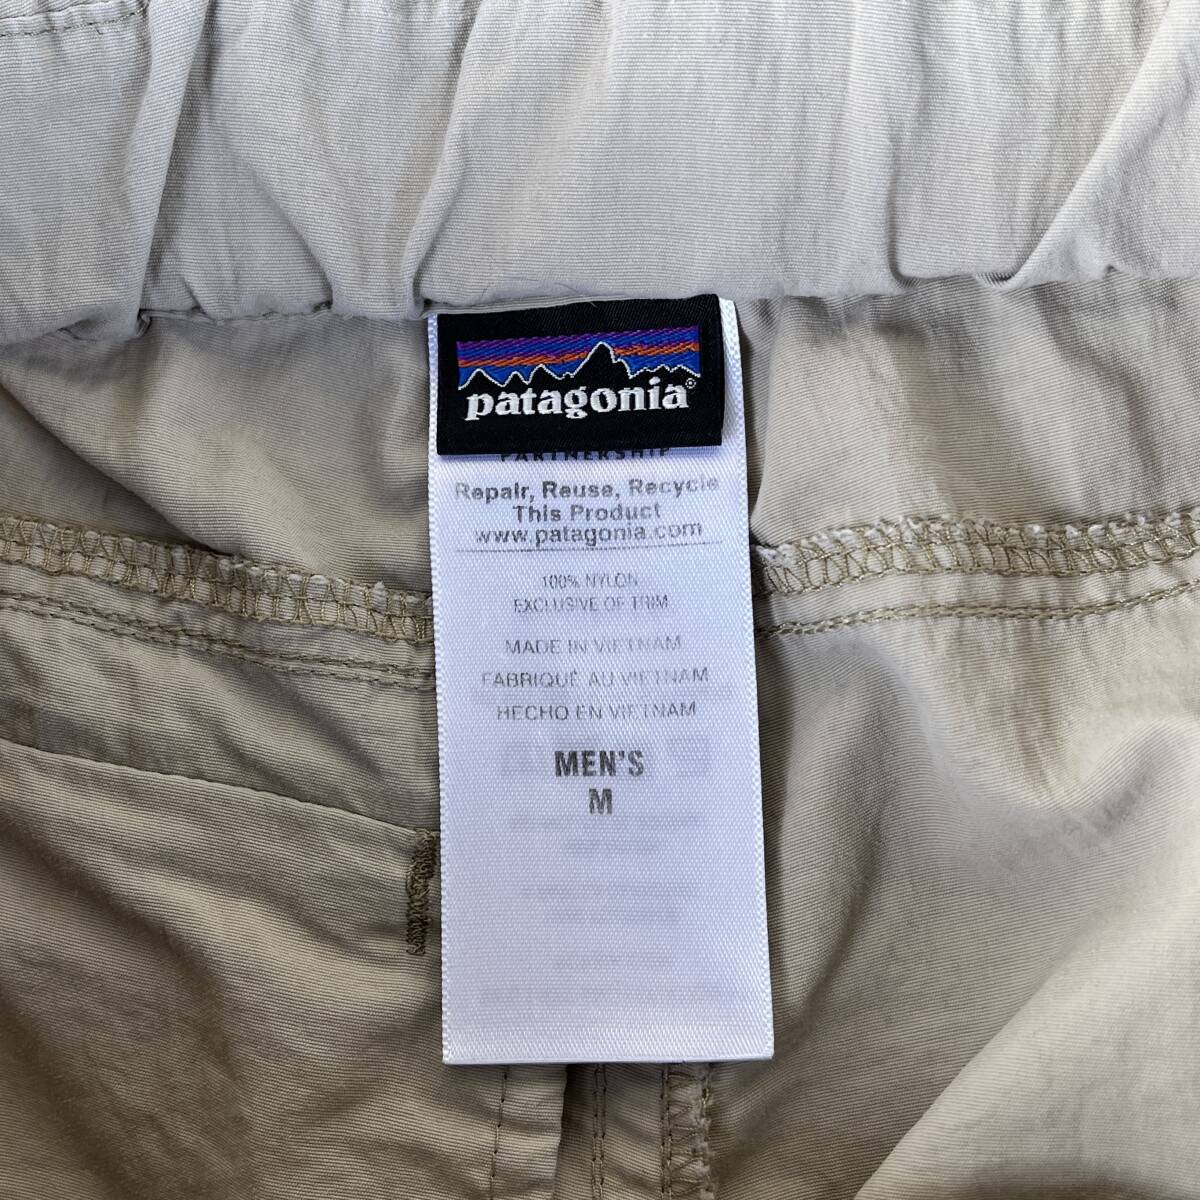 patagonia®
PARTNERSHIP
Repair, Reuse, Recycle
This Product
www.patagonia.com
100% NYLON
EXCLUSIVE OF TRIM
MADE IN VIETNAM
FABRIQUÉ AU VIETNAM
HECHO EN VIETNAM
MEN'S
M